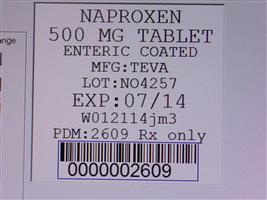 ange
NAPROXEN
500 MG TABLET
ENTERIC COATED
MFG:TEVA
LOT:NO4257
EXP:07/14
W012114jm3
PDM:2609 Rx only
0000002609